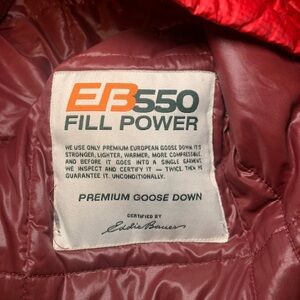 EB550
FILL POWER
WE USE ONLY PREMIUM EUROPEAN GOOSE DOWN. IT'S
STRONGER, LIGHTER, WARMER, MORE COMPRESSIBLE.
AND BEFORE IT GOES INTO A SINGLE GARMENT,
WE INSPECT AND CERTIFY IT — TWICE. THEN WE
GUARANTEE IT. UNCONDITIONALLY.
PREMIUM GOOSE DOWN
CERTIFIED BY
Eddie Bauer